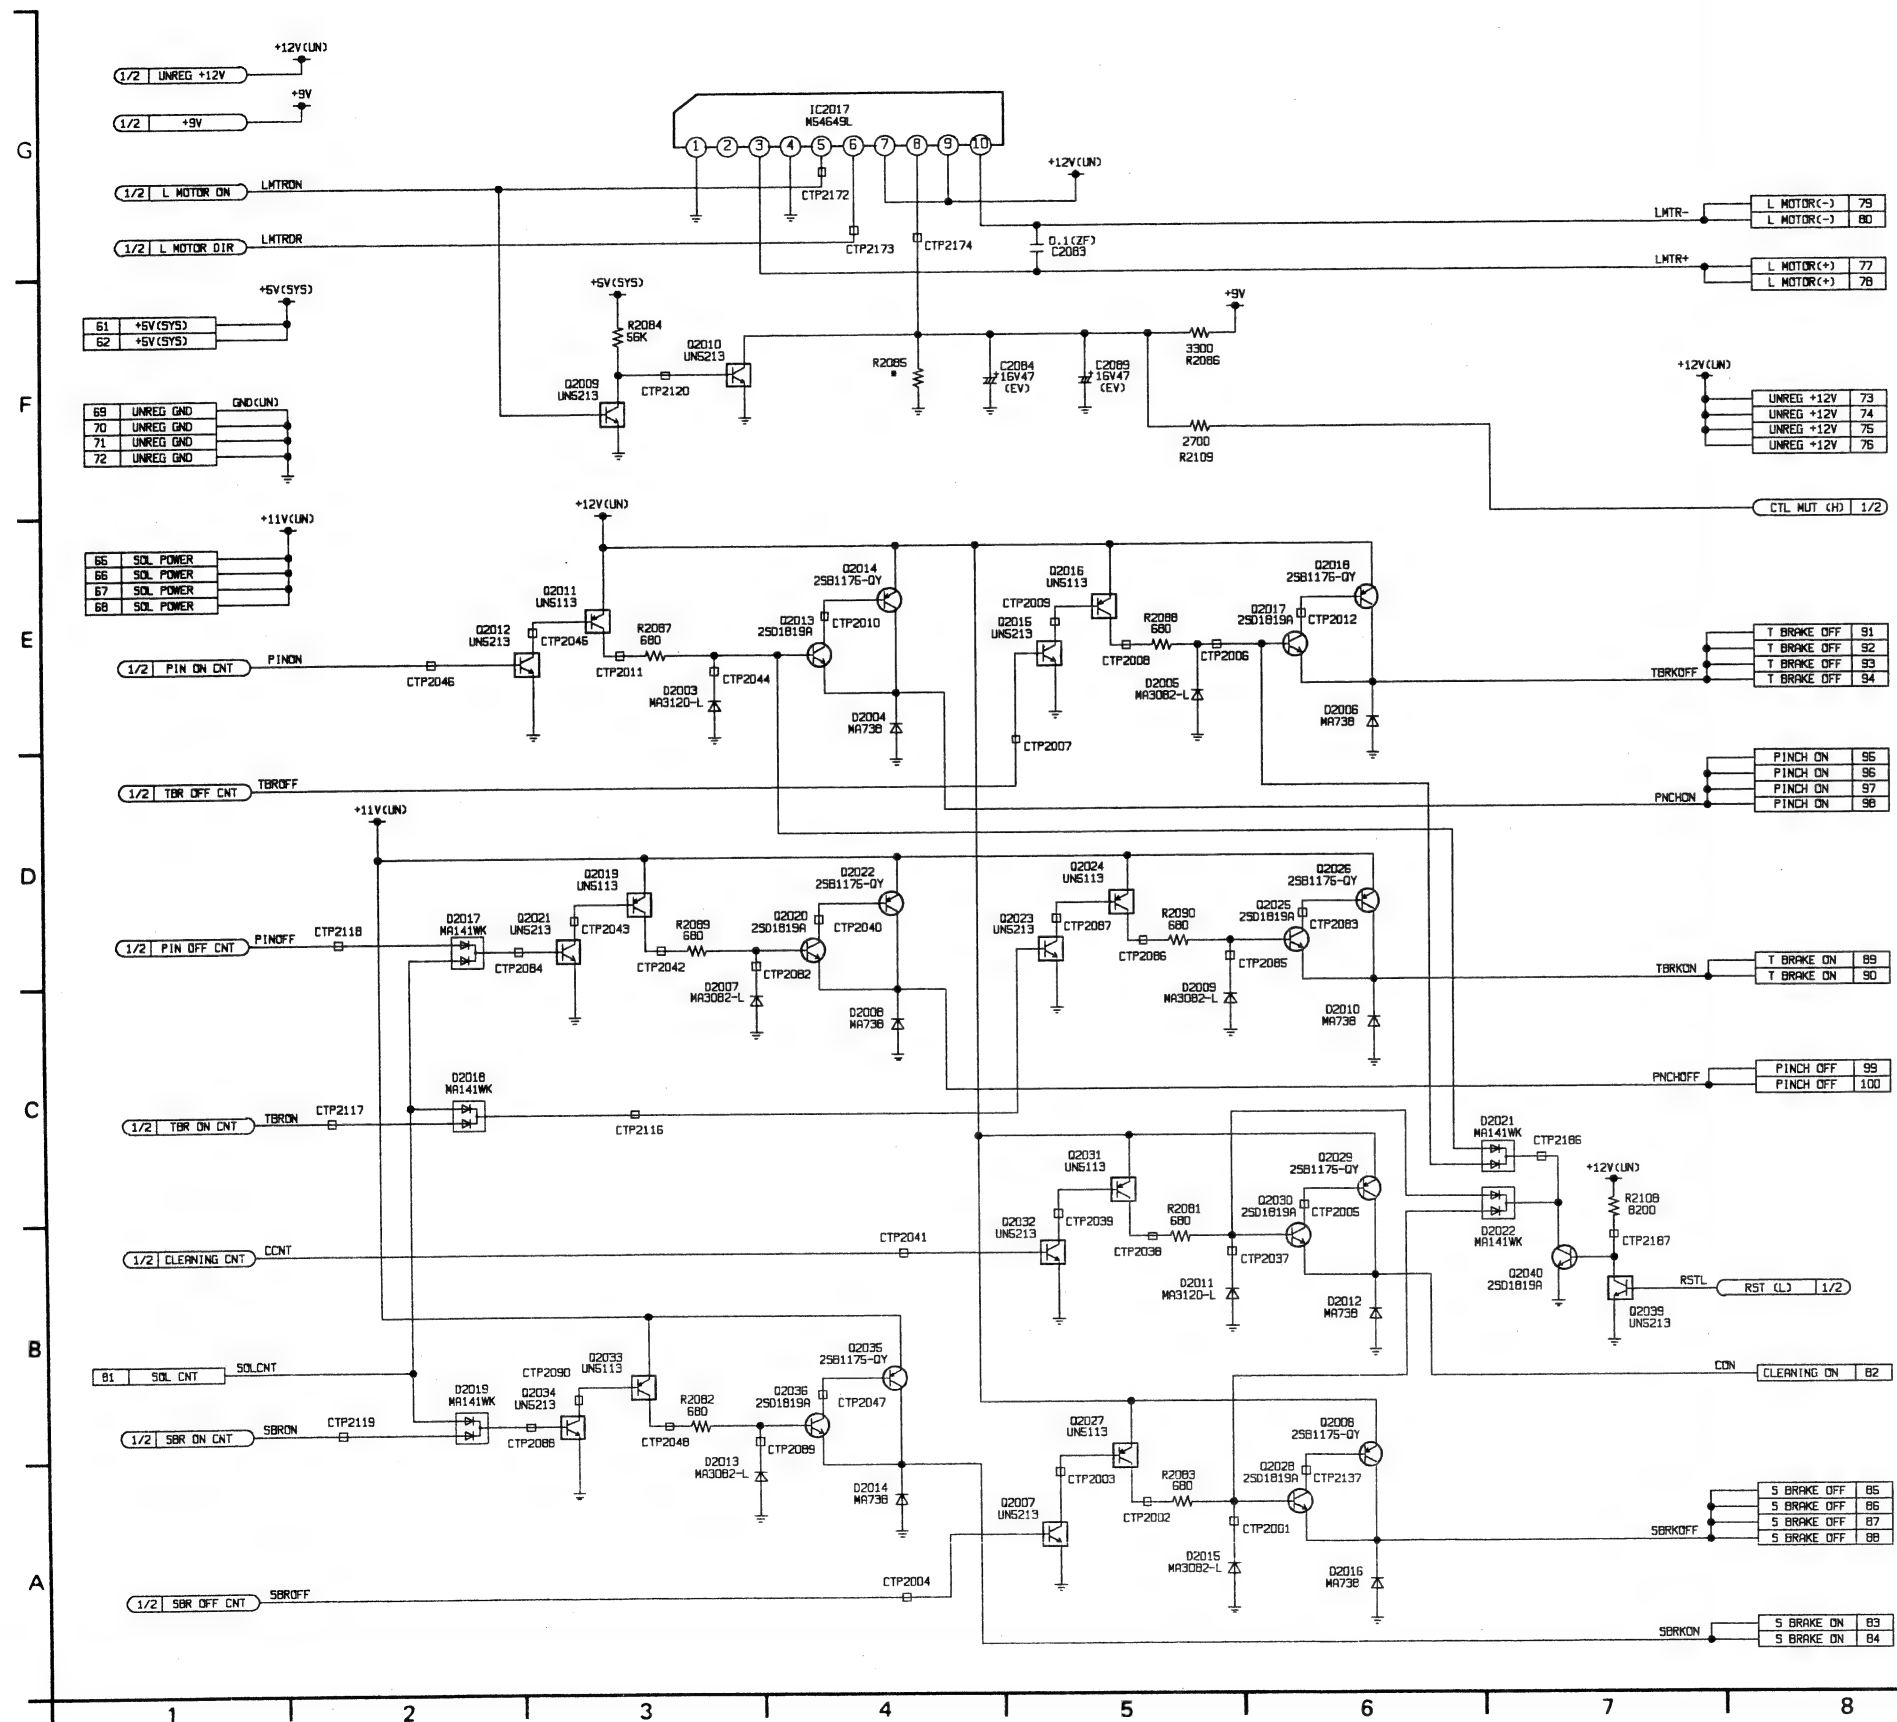 +12V(UN)
1/2 UNREG +12V
+9V
1/2 +9V
IC2017
M54649L
1 2 3 4 5 6 7 8 9 10
G
+12V(UN)
1/2 L MOTOR ON LMTRON
CTP2172
LMTR-
L MOTOR(-) 79
L MOTOR(-) 80
1/2 L MOTOR DIR LMTRDR
CTP2173
CTP2174
0.1(ZF)
C2083
LMTR+
L MOTOR(+) 77
L MOTOR(+) 78
+5V(SYS)
61 +5V(SYS)
62 +5V(SYS)
+5V(SYS)
R2084
56K
Q2010
UN5213
Q2009
UN5213
CTP2120
R2085
C2084
16V47
(EV)
C2089
16V47
(EV)
+9V
3300
R2086
2700
R2109
+12V(UN)
UNREG +12V 73
UNREG +12V 74
UNREG +12V 75
UNREG +12V 76
F
GND(UN)
69 UNREG GND
70 UNREG GND
71 UNREG GND
72 UNREG GND
CTL MUT (H) 1/2
+11V(UN)
65 SOL POWER
66 SOL POWER
67 SOL POWER
68 SOL POWER
+12V(UN)
E
1/2 PIN ON CNT PINON
CTP2046
Q2012
UN5213
CTP2045
Q2011
UN5113
CTP2011
R2087
680
D2003
MA3120-L
CTP2044
Q2013
2SD1819A
CTP2010
Q2014
2SB1175-QY
D2004
MA738
CTP2009
Q2015
UN5213
Q2016
UN5113
CTP2008
R2088
680
D2005
MA3082-L
CTP2006
Q2017
2SD1819A
CTP2012
Q2018
2SB1175-QY
D2006
MA738
CTP2007
TBRKOFF
T BRAKE OFF 91
T BRAKE OFF 92
T BRAKE OFF 93
T BRAKE OFF 94
1/2 TBR OFF CNT TBROFF
PNCHON
PINCH ON 95
PINCH ON 96
PINCH ON 97
PINCH ON 98
+11V(UN)
D
1/2 PIN OFF CNT PINOFF
CTP2118
D2017
MA141WK
CTP2084
Q2021
UN5213
CTP2043
Q2019
UN5113
CTP2042
R2089
680
D2007
MA3082-L
CTP2082
Q2020
2SD1819A
CTP2040
Q2022
2SB1175-QY
D2008
MA738
Q2023
UN5213
CTP2087
Q2024
UN5113
CTP2086
R2090
680
D2009
MA3082-L
CTP2085
Q2025
2SD1819A
CTP2083
Q2026
2SB1175-QY
D2010
MA738
TBRKON
T BRAKE ON 89
T BRAKE ON 90
PNCHOFF
PINCH OFF 99
PINCH OFF 100
C
1/2 TBR ON CNT TBRON
CTP2117
D2018
MA141WK
CTP2116
D2021
MA141WK
CTP2186
D2022
MA141WK
+12V(UN)
R2108
8200
CTP2187
Q2040
2SD1819A
Q2039
UN5213
RSTL
RST (L) 1/2
1/2 CLEANING CNT CCNT
CTP2041
Q2032
UN5213
CTP2039
Q2031
UN5113
CTP2038
R2081
680
D2011
MA3120-L
CTP2037
Q2030
2SD1819A
CTP2005
Q2029
2SB1175-QY
D2012
MA738
B
CON
CLEANING ON 82
81 SOL CNT SOLCNT
1/2 SBR ON CNT SBRON
CTP2119
D2019
MA141WK
CTP2088
CTP2090
Q2034
UN5213
Q2033
UN5113
CTP2048
R2082
680
D2013
MA3082-L
CTP2089
Q2036
2SD1819A
CTP2047
Q2035
2SB1175-QY
D2014
MA738
Q2007
UN5213
CTP2003
Q2027
UN5113
CTP2002
R2083
680
D2015
MA3082-L
CTP2001
Q2028
2SD1819A
CTP2137
Q2008
2SB1175-QY
D2016
MA738
SBRKOFF
S BRAKE OFF 85
S BRAKE OFF 86
S BRAKE OFF 87
S BRAKE OFF 88
A
1/2 SBR OFF CNT SBROFF
CTP2004
SBRKON
S BRAKE ON 83
S BRAKE ON 84
1 2 3 4 5 6 7 8